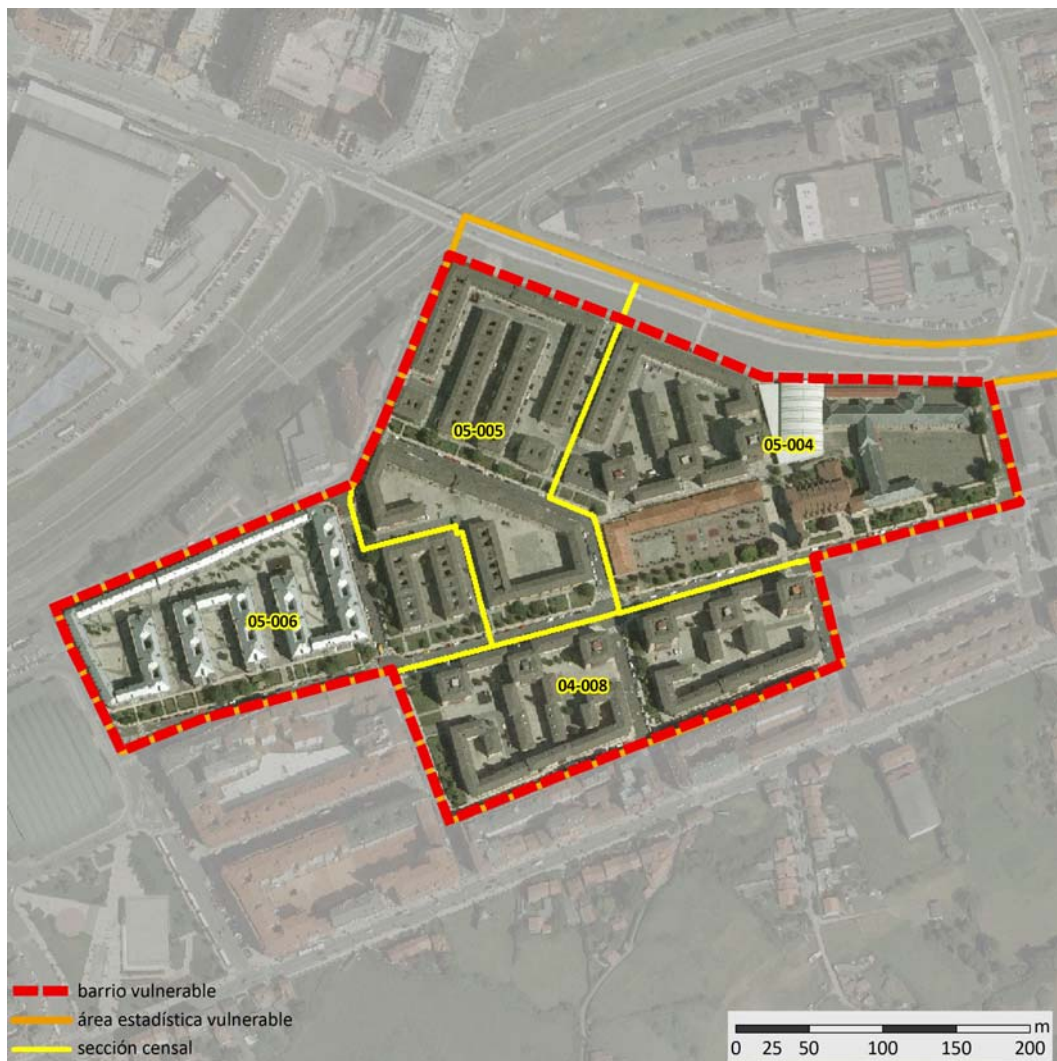 05-005
05-004
05-006
04-008
barrio vulnerable
área estadística vulnerable
sección censal
m
0 25 50 100 150 200